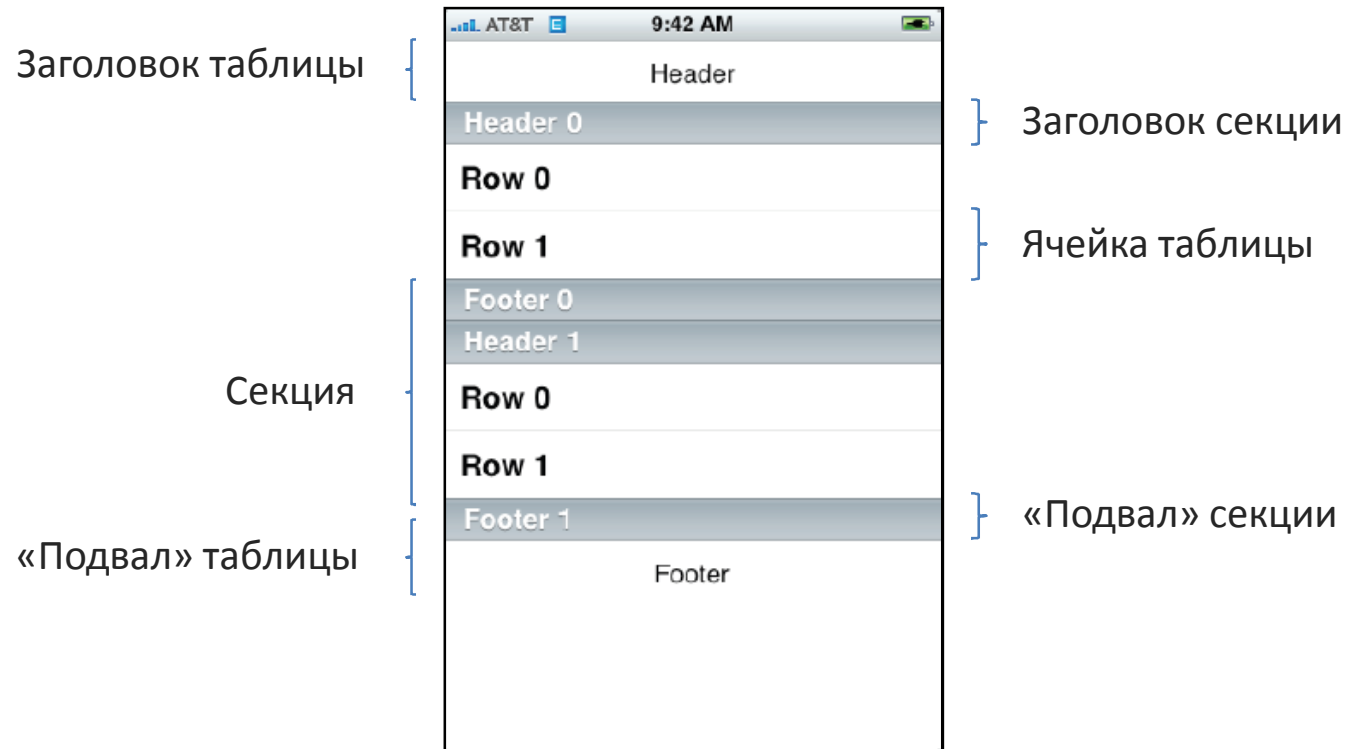 AT&T E 9:42 AM
Заголовок таблицы
Header
Header 0
Заголовок секции
Row 0
Row 1
Ячейка таблицы
Footer 0
Header 1
Секция
Row 0
Row 1
Footer 1
«Подвал» секции
«Подвал» таблицы
Footer